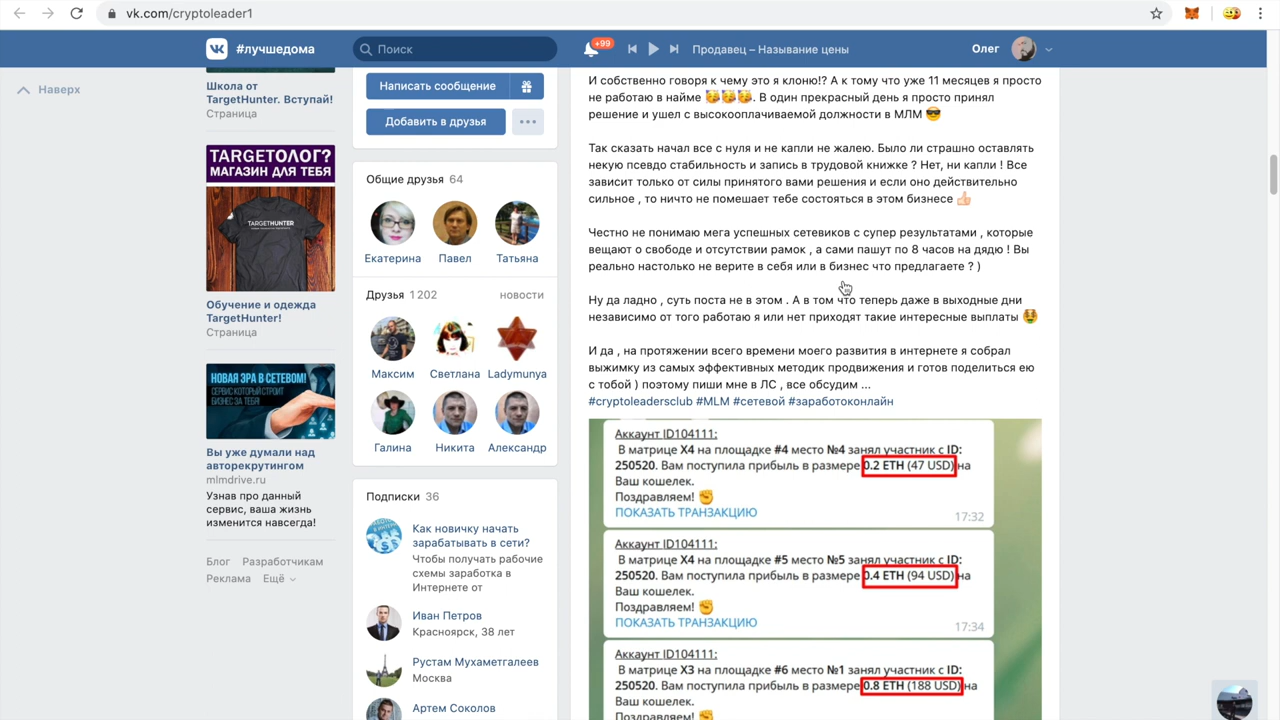 vk.com/cryptoleader1
#лучшедома
Поиск
+99
Продавец – Называние цены
Олег
Наверх
Школа от
TargetHunter. Вступай!
Страница
TARGETОЛОГ?
МАГАЗИН ДЛЯ ТЕБЯ
TARGETHUNTER
Обучение и одежда
TargetHunter!
Страница
НОВАЯ ЭРА В СЕТЕВОМ!
СЕРВИС КОТОРЫЙ СТРОИТ
БИЗНЕС ЗА ТЕБЯ!
Вы уже думали над
авторекрутингом
mlmdrive.ru
Узнав про данный
сервис, ваша жизнь
изменится навсегда!
Блог Разработчикам
Реклама Ещё
Написать сообщение
Добавить в друзья
Общие друзья 64
Екатерина Павел Татьяна
Друзья 1 202 новости
Максим Светлана Ladymunya
Галина Никита Александр
Подписки 36
Как новичку начать
зарабатывать в сети?
Чтобы получать рабочие
схемы заработка в
Интернете от
Иван Петров
Красноярск, 38 лет
Рустам Мухаметгалеев
Москва
Артем Соколов
И собственно говоря к чему это я клоню!? А к тому что уже 11 месяцев я просто
не работаю в найме 🥳🥳🥳. В один прекрасный день я просто принял
решение и ушел с высокооплачиваемой должности в МЛМ 😎
Так сказать начал все с нуля и не капли не жалею. Было ли страшно оставлять
некую псевдо стабильность и запись в трудовой книжке ? Нет, ни капли ! Все
зависит только от силы принятого вами решения и если оно действительно
сильное , то ничто не помешает тебе состояться в этом бизнесе 👍🏻
Честно не понимаю мега успешных сетевиков с супер результатами , которые
вещают о свободе и отсутствии рамок , а сами пашут по 8 часов на дядю ! Вы
реально настолько не верите в себя или в бизнес что предлагаете ? )
Ну да ладно , суть поста не в этом . А в том что теперь даже в выходные дни
независимо от того работаю я или нет приходят такие интересные выплаты 🤑
И да , на протяжении всего времени моего развития в интернете я собрал
выжимку из самых эффективных методик продвижения и готов поделиться ею
с тобой ) поэтому пиши мне в ЛС , все обсудим ...
#cryptoleadersclub #MLM #сетевой #заработоконлайн
Аккаунт ID104111:
В матрице X4 на площадке #4 место №4 занял участник с ID:
250520. Вам поступила прибыль в размере 0.2 ETH (47 USD) на
Ваш кошелек.
Поздравляем! ✊
ПОКАЗАТЬ ТРАНЗАКЦИЮ
17:32
Аккаунт ID104111:
В матрице X4 на площадке #5 место №5 занял участник с ID:
250520. Вам поступила прибыль в размере 0.4 ETH (94 USD) на
Ваш кошелек.
Поздравляем! ✊
ПОКАЗАТЬ ТРАНЗАКЦИЮ
17:34
Аккаунт ID104111:
В матрице X3 на площадке #6 место №1 занял участник с ID:
250520. Вам поступила прибыль в размере 0.8 ETH (188 USD) на
Ваш кошелек.
Поздравляем! ✊